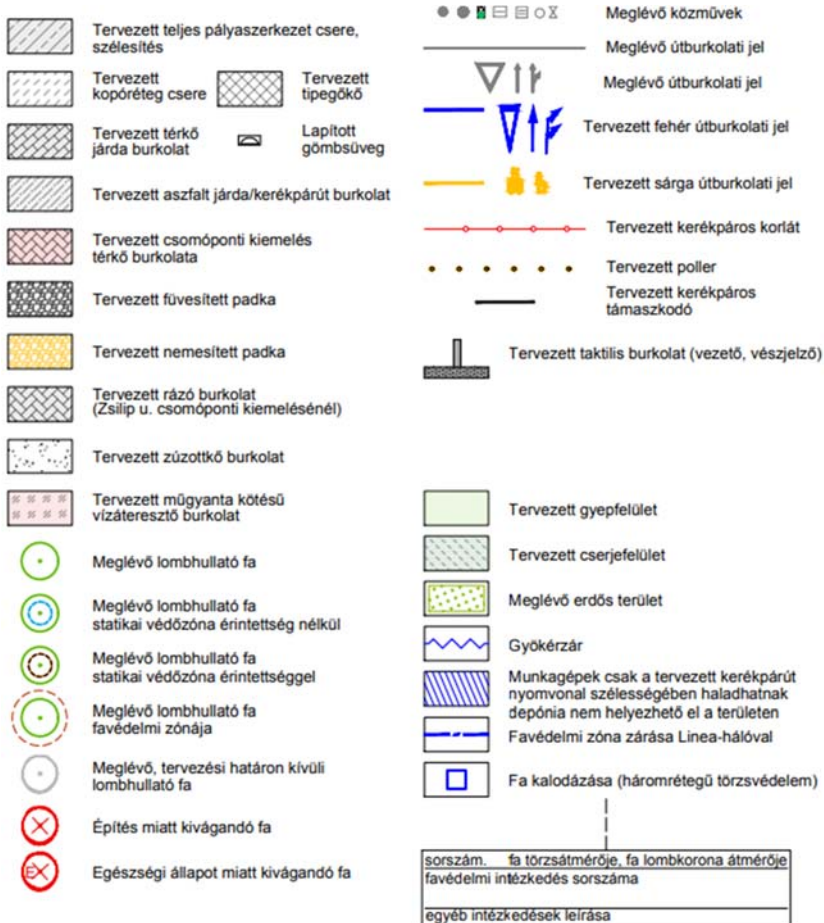 Tervezett teljes pályaszerkezet csere,
szélesítés
Tervezett
kopóréteg csere
Tervezett
tipegőkő
Tervezett térkő
járda burkolat
Lapított
gömbsüveg
Tervezett aszfalt járda/kerékpárút burkolat
Tervezett csomóponti kiemelés
térkő burkolata
Tervezett füvesített padka
Tervezett nemesített padka
Tervezett rázó burkolat
(Zsilip u. csomóponti kiemelésénél)
Tervezett zúzottkő burkolat
Tervezett műgyanta kötésű
vízáteresztő burkolat
Meglévő lombhullató fa
Meglévő lombhullató fa
statikai védőzóna érintettség nélkül
Meglévő lombhullató fa
statikai védőzóna érintettséggel
Meglévő lombhullató fa
favédelmi zónája
Meglévő, tervezési határon kívüli
lombhullató fa
Építés miatt kivágandó fa
E
Egészségi állapot miatt kivágandó fa
Meglévő közművek
Meglévő útburkolati jel
Meglévő útburkolati jel
Tervezett fehér útburkolati jel
Tervezett sárga útburkolati jel
Tervezett kerékpáros korlát
Tervezett poller
Tervezett kerékpáros
támaszkodó
Tervezett taktilis burkolat (vezető, vészjelző)
Tervezett gyepfelület
Tervezett cserjefelület
Meglévő erdős terület
Gyökérzár
Munkagépek csak a tervezett kerékpárút
nyomvonal szélességében haladhatnak
depónia nem helyezhető el a területen
Favédelmi zóna zárása Linea-hálóval
Fa kalodázása (háromrétegű törzsvédelem)
sorszám. fa törzsátmérője, fa lombkorona átmérője
favédelmi intézkedés sorszáma
egyéb intézkedések leírása